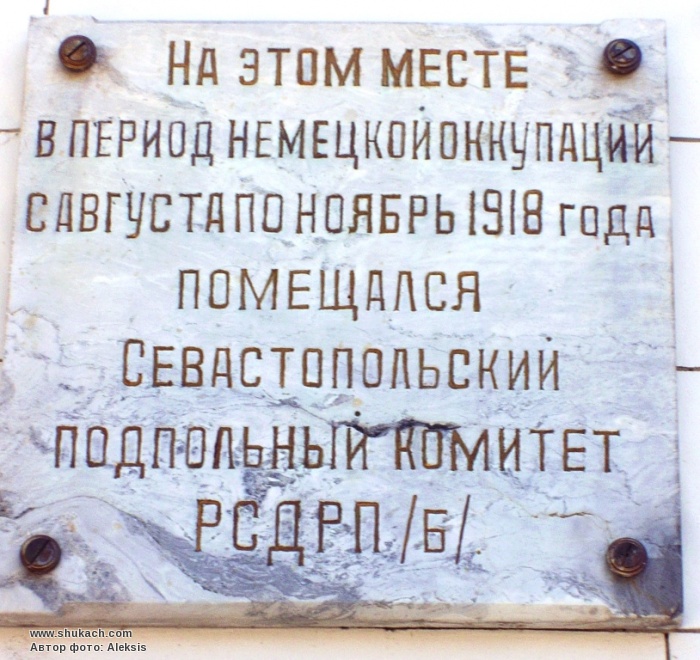 На этом месте
в период немецкой оккупации
с августа по ноябрь 1918 года
помещался
Севастопольский
подпольный комитет
РСДРП /б/
www.shukach.com
Автор фото: Aleksis